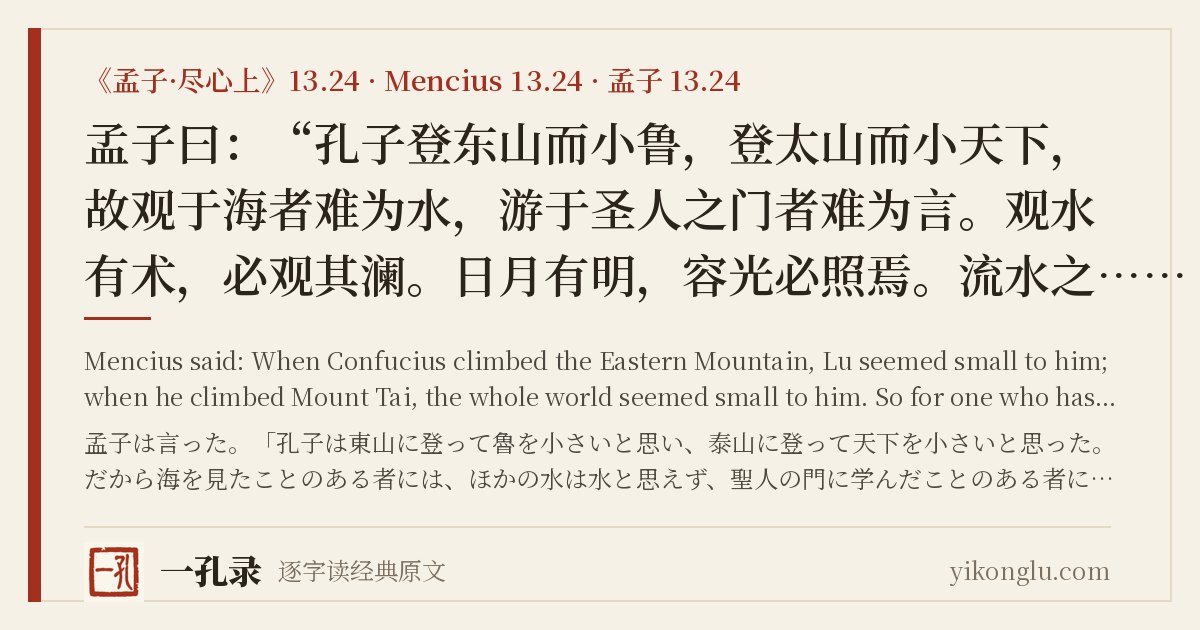 《孟子·尽心上》13.24 · Mencius 13.24 · 孟子 13.24
孟子曰：“孔子登东山而小鲁，登太山而小天下，
故观于海者难为水，游于圣人之门者难为言。观水
有术，必观其澜。日月有明，容光必照焉。流水之……
Mencius said: When Confucius climbed the Eastern Mountain, Lu seemed small to him;
when he climbed Mount Tai, the whole world seemed small to him. So for one who has...
孟子は言った。「孔子は東山に登って魯を小さいと思い、泰山に登って天下を小さいと思った。
だから海を見たことのある者には、ほかの水は水と思えず、聖人の門に学んだことのある者に…
一孔
一孔录 逐字读经典原文
yikonglu.com